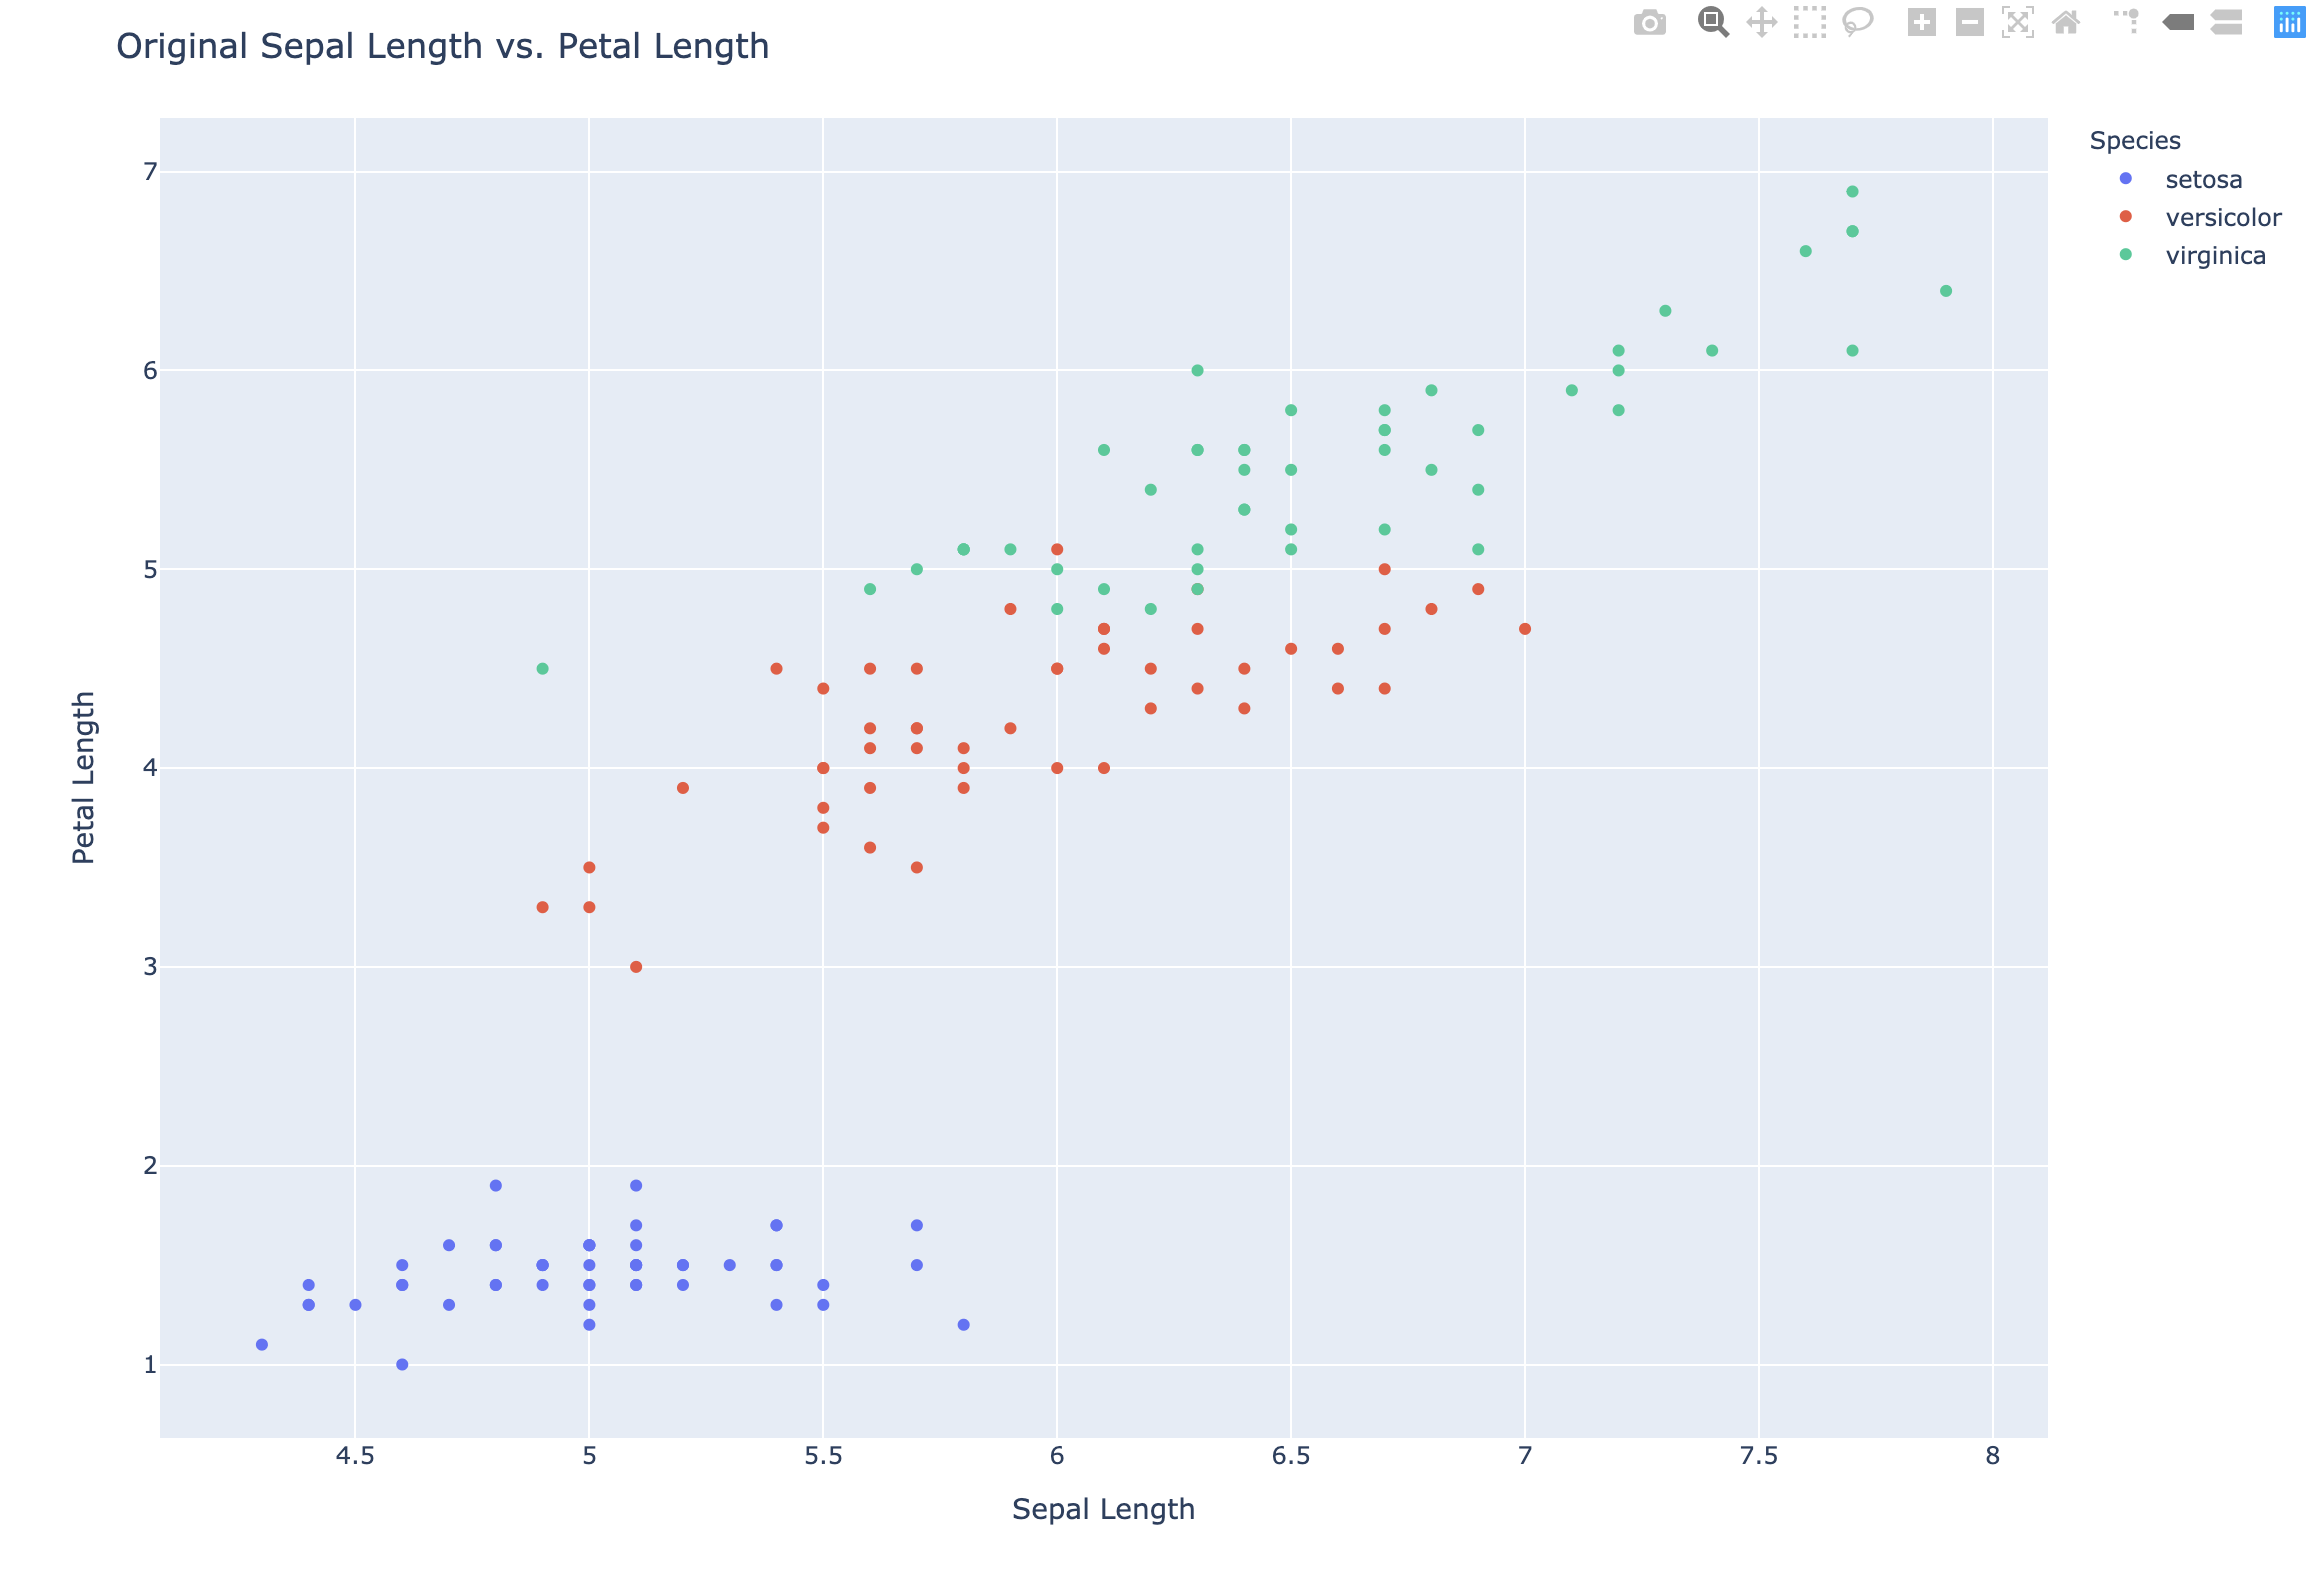 Original Sepal Length vs. Petal Length
Species
setosa
versicolor
virginica
7
6
5
4
3
2
1
Petal Length
4.5 5 5.5 6 6.5 7 7.5 8
Sepal Length